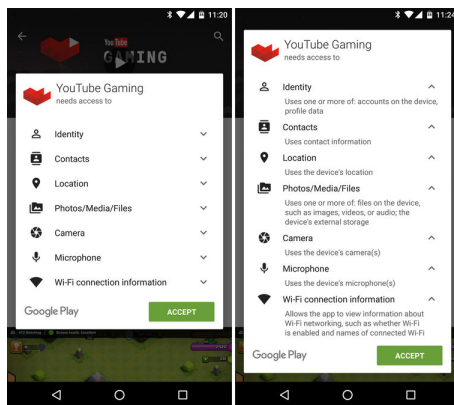 11:20
You Tube
GAMING
YouTube Gaming
needs access to
Identity
Contacts
Location
Photos/Media/Files
Camera
Microphone
Wi-Fi connection information
Google Play
ACCEPT
11:24
YouTube Gaming
needs access to
Identity
Uses one or more of: accounts on the device,
profile data
Contacts
Uses contact information
Location
Uses the device's location
Photos/Media/Files
Uses one or more of: files on the device,
such as images, videos, or audio; the
device's external storage
Camera
Uses the device's camera(s)
Microphone
Uses the device's microphone(s)
Wi-Fi connection information
Allows the app to view information about
Wi-Fi networking, such as whether Wi-Fi
is enabled and names of connected Wi-Fi
Google Play
ACCEPT